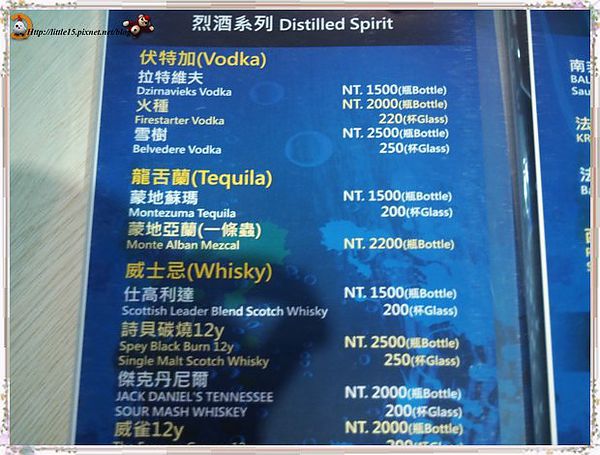 Http://little15.pixnet.net/blog
烈酒系列 Distilled Spirit
伏特加(Vodka)
拉特維夫
Dzirnavieks Vodka NT. 1500(瓶Bottle)
火種 NT. 2000(瓶Bottle)
Firestarter Vodka 220(杯Glass)
雪樹 NT. 2500(瓶Bottle)
Belvedere Vodka 250(杯Glass)
龍舌蘭(Tequila)
蒙地蘇瑪 NT. 1500(瓶Bottle)
Montezuma Tequila 200(杯Glass)
蒙地亞蘭(一條蟲)
Monte Alban Mezcal NT. 2200(瓶Bottle)
威士忌(Whisky)
仕高利達 NT. 1500(瓶Bottle)
Scottish Leader Blend Scotch Whisky 200(杯Glass)
詩貝碳燒12y
Spey Black Burn 12y NT. 2500(瓶Bottle)
Single Malt Scotch Whisky 250(杯Glass)
傑克丹尼爾
JACK DANIEL'S TENNESSEE NT. 2000(瓶Bottle)
SOUR MASH WHISKEY 200(杯Glass)
威雀12y NT. 2000(瓶Bottle)
南
BAL
Sau
法
KR
法
Ba